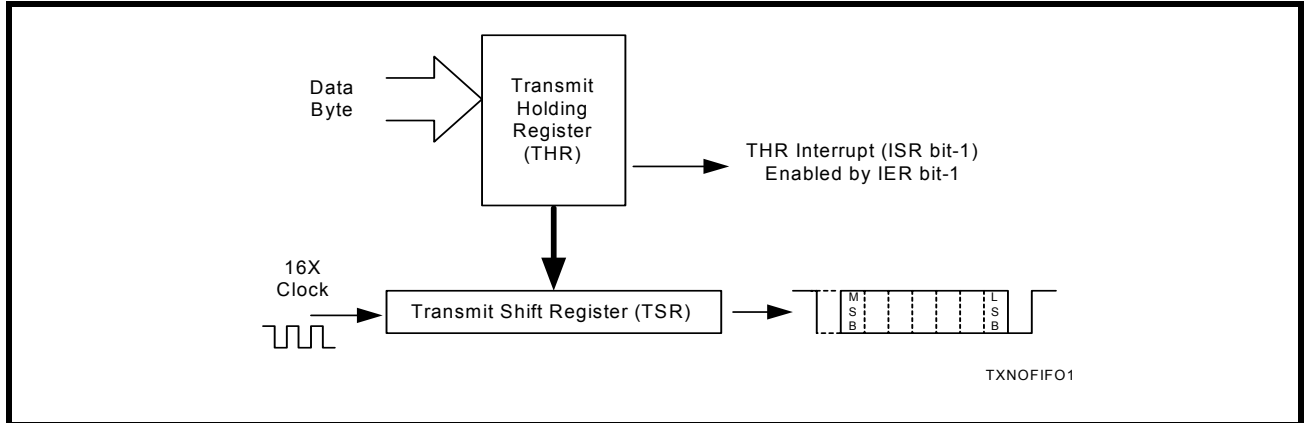 Data
Byte
Transmit
Holding
Register
(THR)
THR Interrupt (ISR bit-1)
Enabled by IER bit-1
16X
Clock
Transmit Shift Register (TSR)
M
S
B
L
S
B
TXNOFIFO1